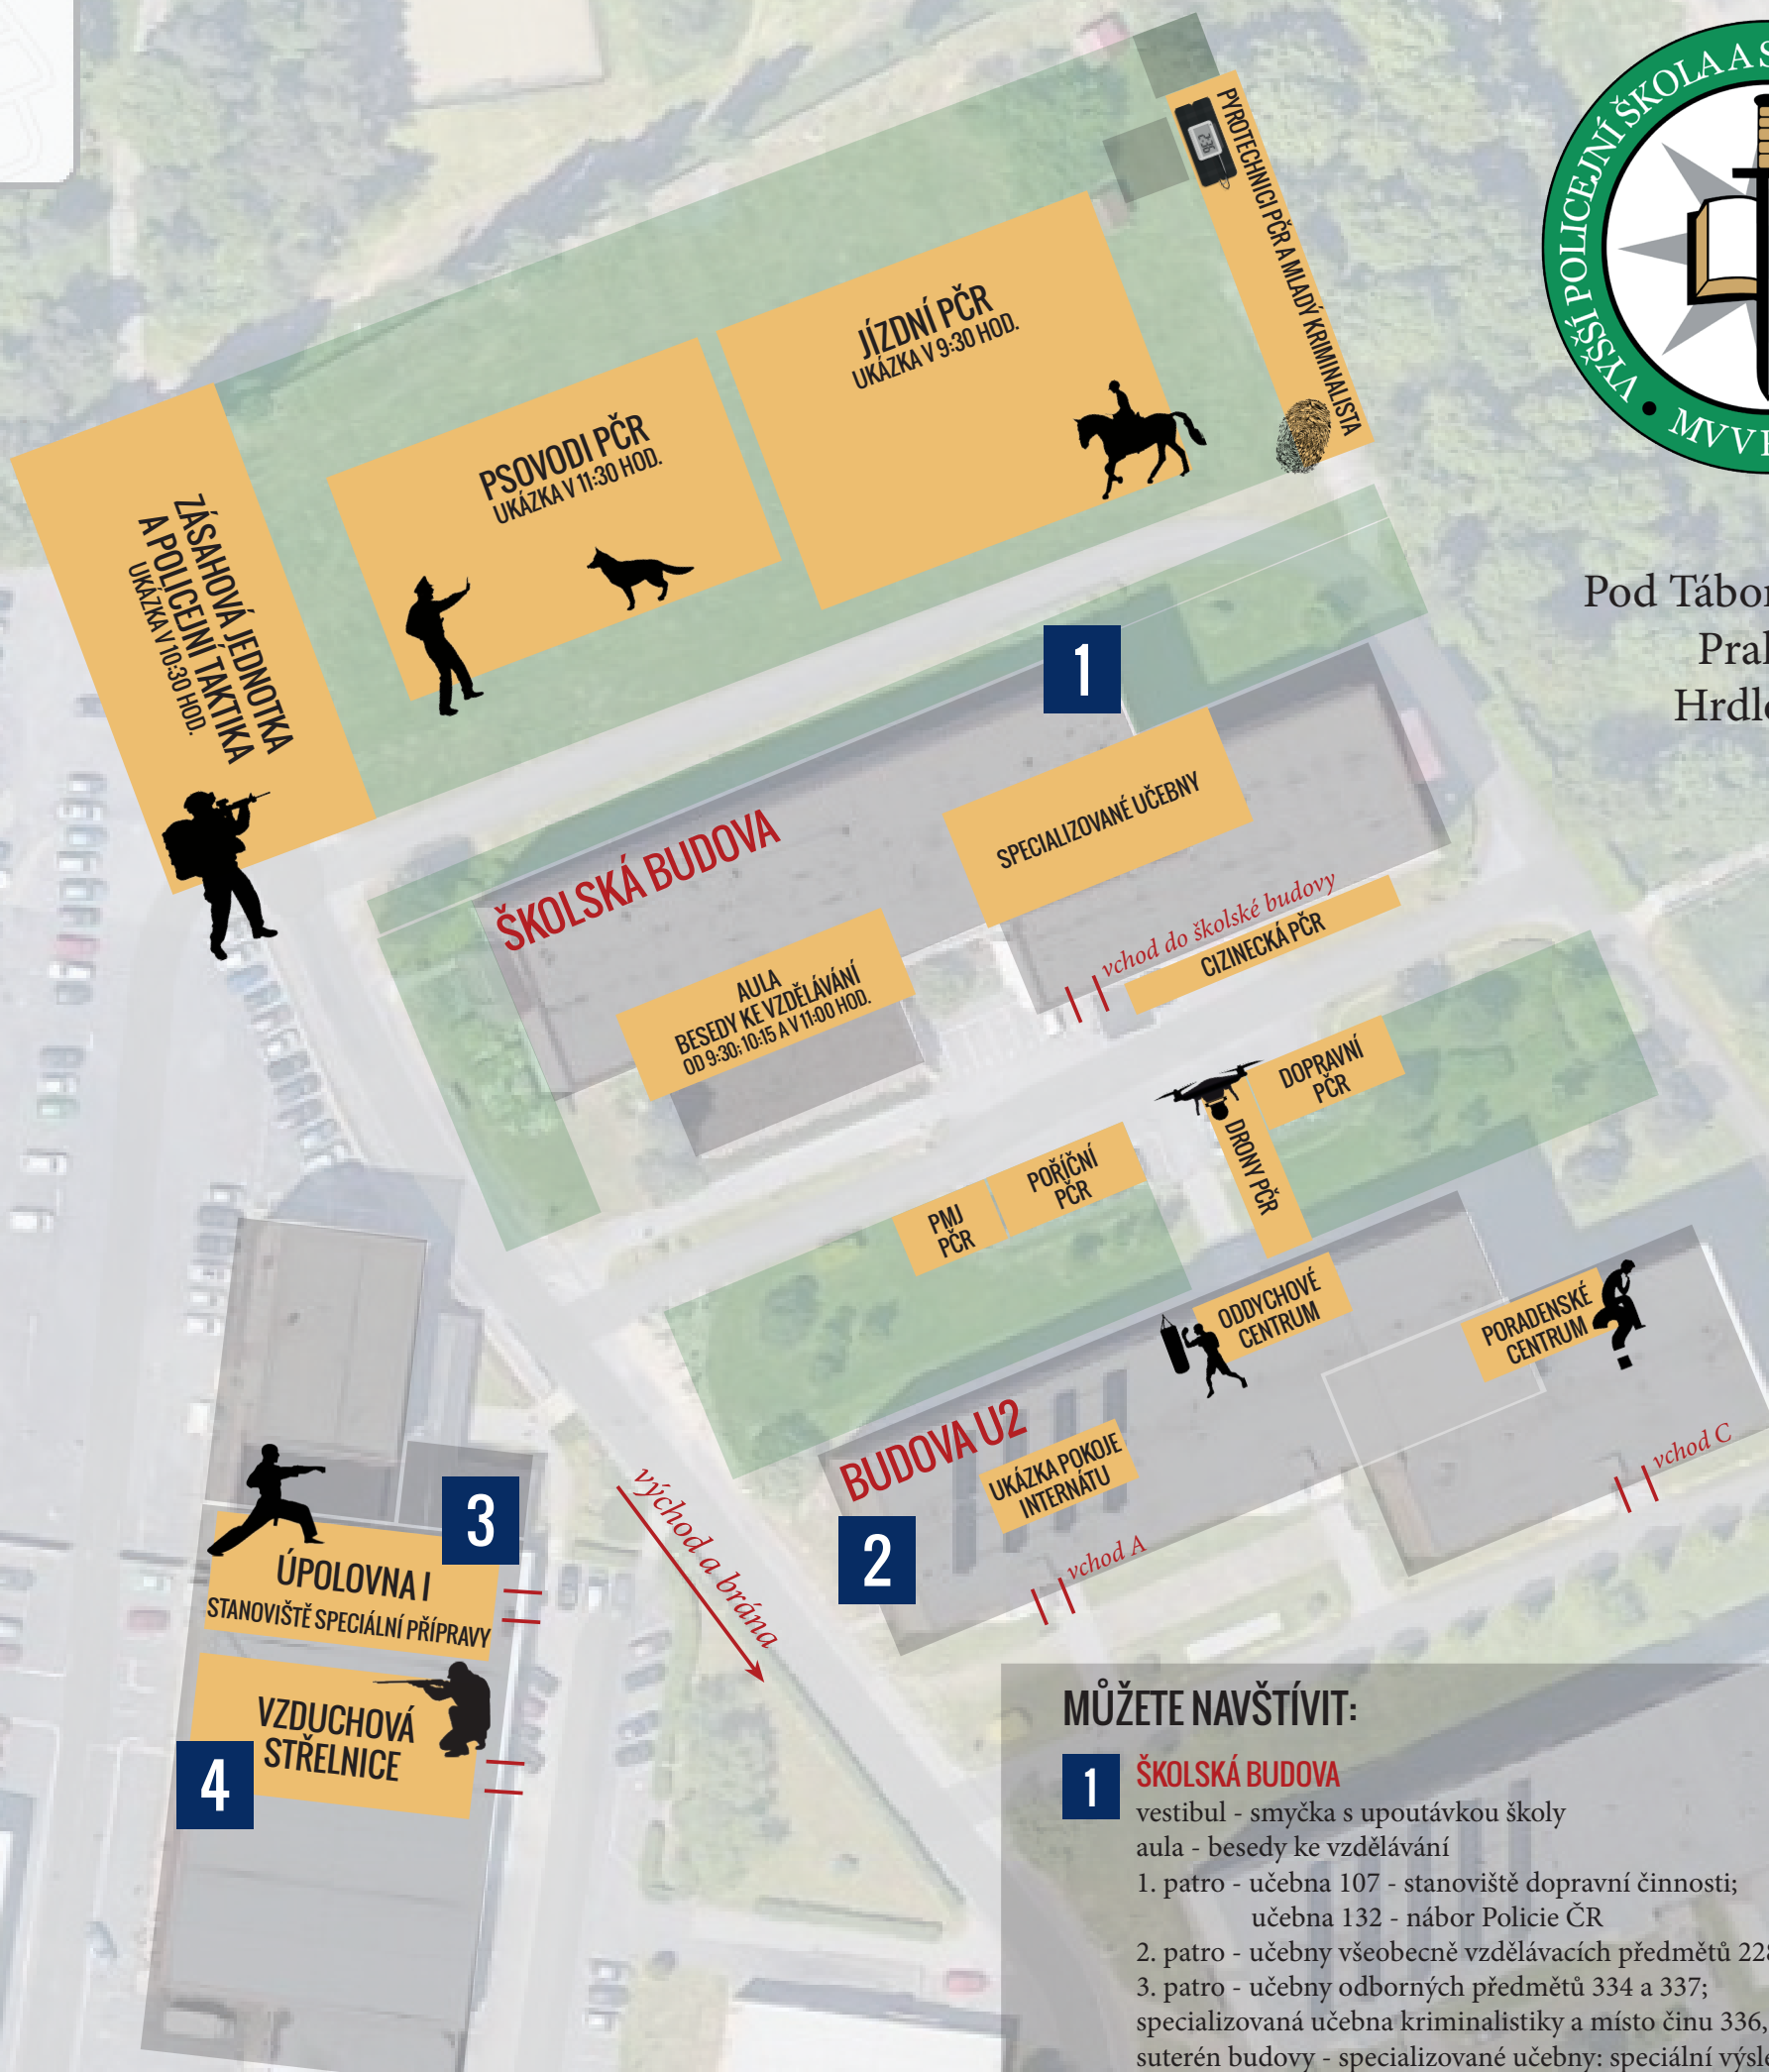 VYŠŠÍ POLICEJNÍ ŠKOLA A
PYROTECHNICI PČR A MLADÝ KRIMINALISTA
JÍZDNÍ PČR
UKÁZKA V 9:30 HOD.
PSOVODI PČR
UKÁZKA V 11:30 HOD.
ZÁSAHOVÁ JEDNOTKA
A POLICEJNÍ TAKTIKA
UKÁZKA V 10:30 HOD.
Pod
1
SPECIALIZOVANÉ UČEBNY
ŠKOLSKÁ BUDOVA
vchod do školské budovy
CIZINECKÁ PČR
AULA
BESEDY KE VZDĚLÁVÁNÍ
OD 9:30; 10:15 A V 11:00 HOD.
DOPRAVNÍ
PČR
DRONY PČR
POŘÍČNÍ
PČR
PMJ
PČR
ODDYCHOVÉ
CENTRUM
PORADENSKÉ
CENTRUM
BUDOVA U2
UKÁZKA POKOJE
INTERNÁTU
vchod C
vchod A
2
východ a brána
3
ÚPOLOVNA I
STANOVIŠTĚ SPECIÁLNÍ PŘÍPRAVY
VZDUCHOVÁ
STŘELNICE
4
MŮŽETE NAVŠTÍVIT:
1 ŠKOLSKÁ BUDOVA
vestibul - smyčka s upoutávkou školy
aula - besedy ke vzdělávání
1. patro - učebna 107 - stanoviště dopravní činnosti;
učebna 132 - nábor Policie ČR
2. patro - učebny všeobecně vzdělávacích předmětů
3. patro - učebny odborných předmětů 334 a 337;
specializovaná učebna kriminalistiky a místo činu 336,
suterén budovy - specializované učebny: speciální